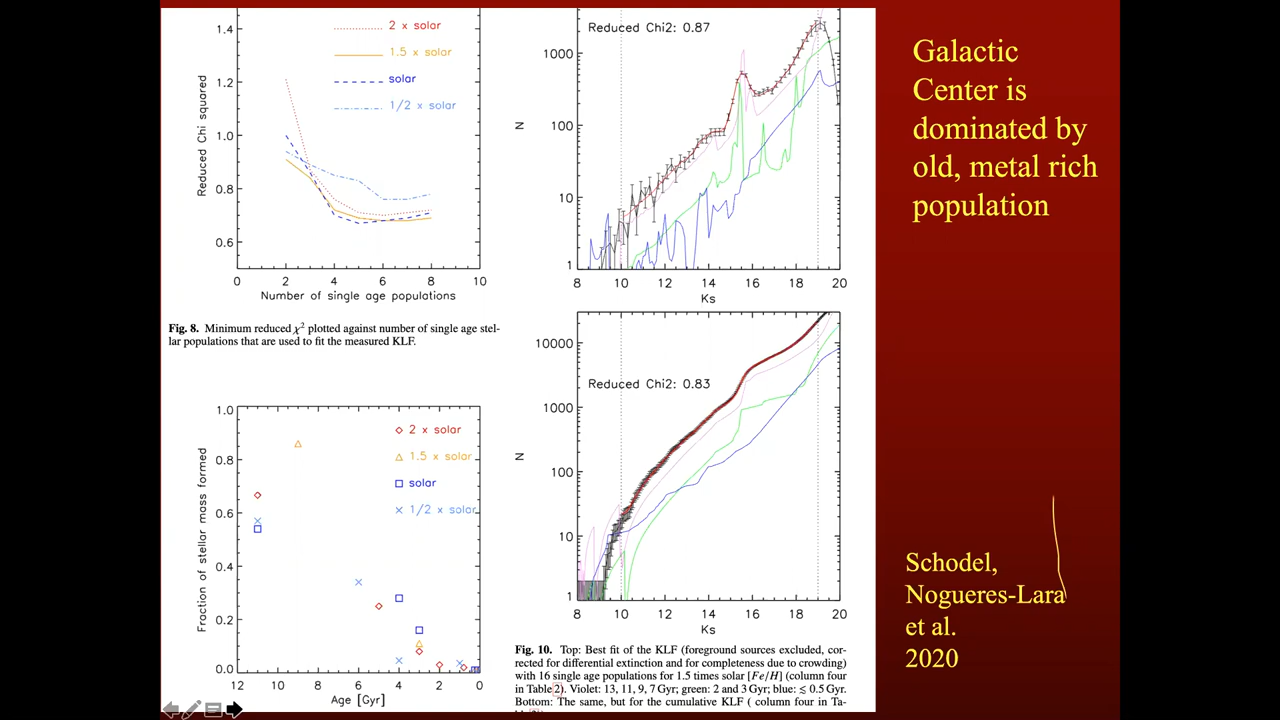 1.4
1.2
1.0
0.8
0.6
Reduced Chi squared
2 x solar
1.5 x solar
solar
1/2 x solar
0 2 4 6 8 10
Number of single age populations
Fig. 8. Minimum reduced χ² plotted against number of single age stel-
lar populations that are used to fit the measured KLF.
1.0
0.8
0.6
0.4
0.2
0.0
Fraction of stellar mass formed
2 x solar
1.5 x solar
solar
1/2 x solar
12 10 8 6 4 2 0
Age [Gyr]
Reduced Chi2: 0.87
1000
100
10
1
N
8 10 12 14 16 18 20
Ks
Reduced Chi2: 0.83
10000
1000
100
10
1
N
8 10 12 14 16 18 20
Ks
Fig. 10. Top: Best fit of the KLF (foreground sources excluded, cor-
rected for differential extinction and for completeness due to crowding)
with 16 single age populations for 1.5 times solar [Fe/H] (column four
in Table 2). Violet: 13, 11, 9, 7 Gyr; green: 2 and 3 Gyr; blue: ≤ 0.5 Gyr.
Bottom: The same, but for the cumulative KLF ( column four in Ta-
Galactic
Center is
dominated by
old, metal rich
population
Schodel,
Nogueres-Lara
et al.
2020